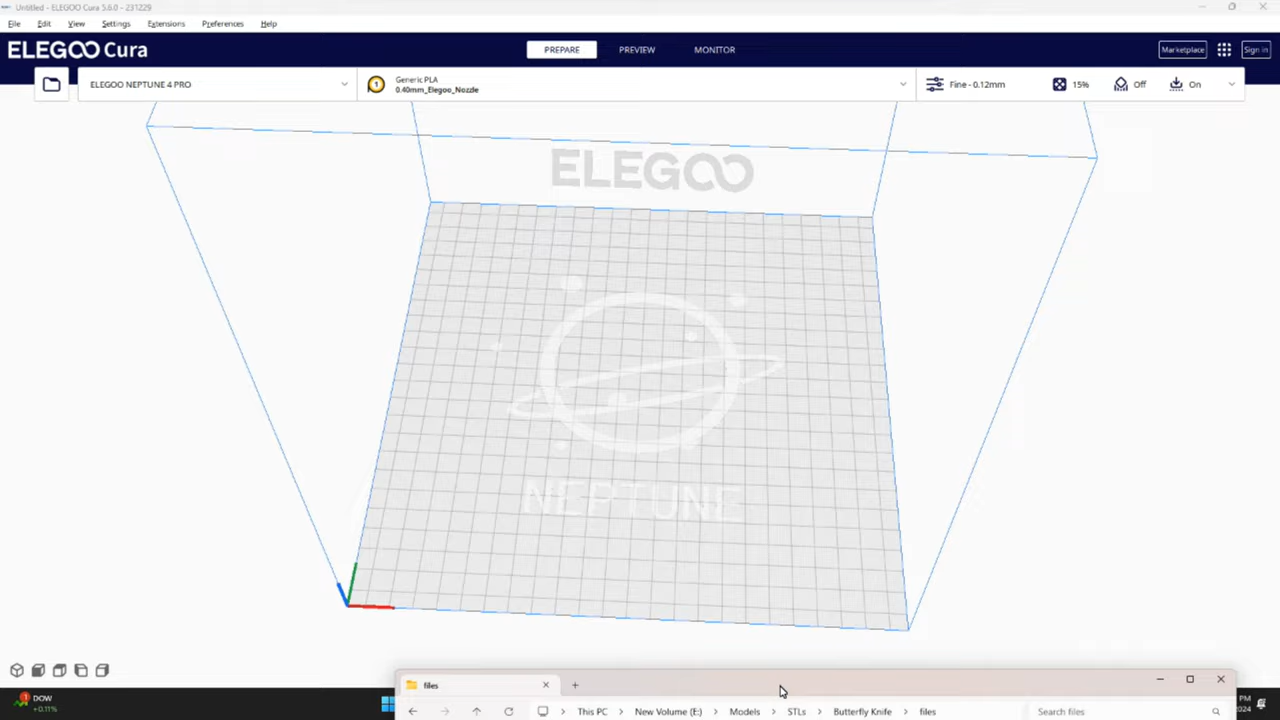 Untitled - ELEGOO Cura 5.6.0 - 231229
File Edit View Settings Extensions Preferences Help
ELEGOO Cura PREPARE PREVIEW MONITOR Marketplace Sign in
ELEGOO NEPTUNE 4 PRO 1 Generic PLA Fine - 0.12mm 15% Off On
0.40mm_Elegoo_Nozzle
ELEGOO
NEPTUNE
1 DOW
+0.11%
files
This PC > New Volume (E:) > Models > STLs > Butterfly Knife > files Search files
PM
2024